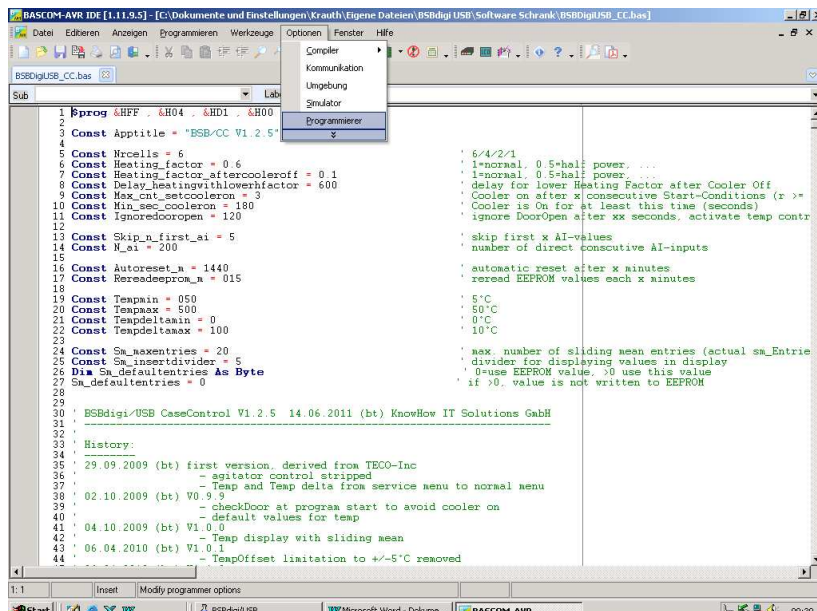 BASCOM-AVR IDE [1.11.9.5] - [C:\Dokumente und Einstellungen\Krauth\Eigene Dateien\BSBdigi USB\Software Schrank\BSBDigiUSB_CC.bas]
Datei Editieren Anzeigen Programmieren Werkzeuge Optionen Fenster Hilfe
Compiler
Kommunikation
Umgebung
Simulator
Programmierer
BSBDigiUSB_CC.bas
Sub
1 $prog &HFF , &H04 , &HD1 , &H00
2
3 Const Apptitle = "BSB/CC V1.2.5"
4
5 Const Nrcells = 6 ' 6/4/2/1
6 Const Heating_factor = 0.6 ' 1=normal, 0.5=half power, ...
7 Const Heating_factor_aftercooleroff = 0.1 ' 1=normal, 0.5=half power, ...
8 Const Delay_heatingwithlowerhfactor = 600 ' delay for lower Heating Factor after Cooler Off
9 Const Max_cnt_setcooleron = 3 ' Cooler on after x consecutive Start-Conditions (r >=
10 Const Min_sec_cooleron = 180 ' Cooler is On for at least this time (seconds)
11 Const Ignoredooropen = 120 ' ignore DoorOpen after xx seconds, activate temp contr
12
13 Const Skip_n_first_ai = 5 ' skip first x AI-values
14 Const N_ai = 200 ' number of direct conscutive AI-inputs
15
16 Const Autoreset_m = 1440 ' automatic reset after x minutes
17 Const Rereadeeprom_m = 015 ' reread EEPROM values each x minutes
18
19 Const Tempmin = 050 ' 5°C
20 Const Tempmax = 500 ' 50°C
21 Const Tempdeltamin = 0 ' 0°C
22 Const Tempdeltamax = 100 ' 10°C
23
24 Const Sm_maxentries = 20 ' max. number of sliding mean entries (actual sm_Entrie
25 Const Sm_insertdivider = 5 ' divider for displaying values in display
26 Dim Sm_defaultentries As Byte ' 0=use EEPROM value, >0 use this value
27 Sm_defaultentries = 0 ' if >0, value is not written to EEPROM
28
29
30 ' BSBdigi/USB CaseControl V1.2.5 14.06.2011 (bt) KnowHow IT Solutions GmbH
31 ' ----------------------------------------------------------------
32 '
33 ' History:
34 ' --------
35 ' 29.09.2009 (bt) first version, derived from TECO-Inc
36 ' - agitator control stripped
37 ' - Temp and Temp delta from service menu to normal menu
38 ' 02.10.2009 (bt) V0.9.9
39 ' - checkDoor at program start to avoid cooler on
40 ' - default values for temp
41 ' 04.10.2009 (bt) V1.0.0
42 ' - Temp display with sliding mean
43 ' 06.04.2010 (bt) V1.0.1
44 ' - TempOffset limitation to +/-5°C removed
1: 1 Insert Modify programmer options
Start BSBdigiUSB Microsoft Word - Dokume... BASCOM-AVR 00:20